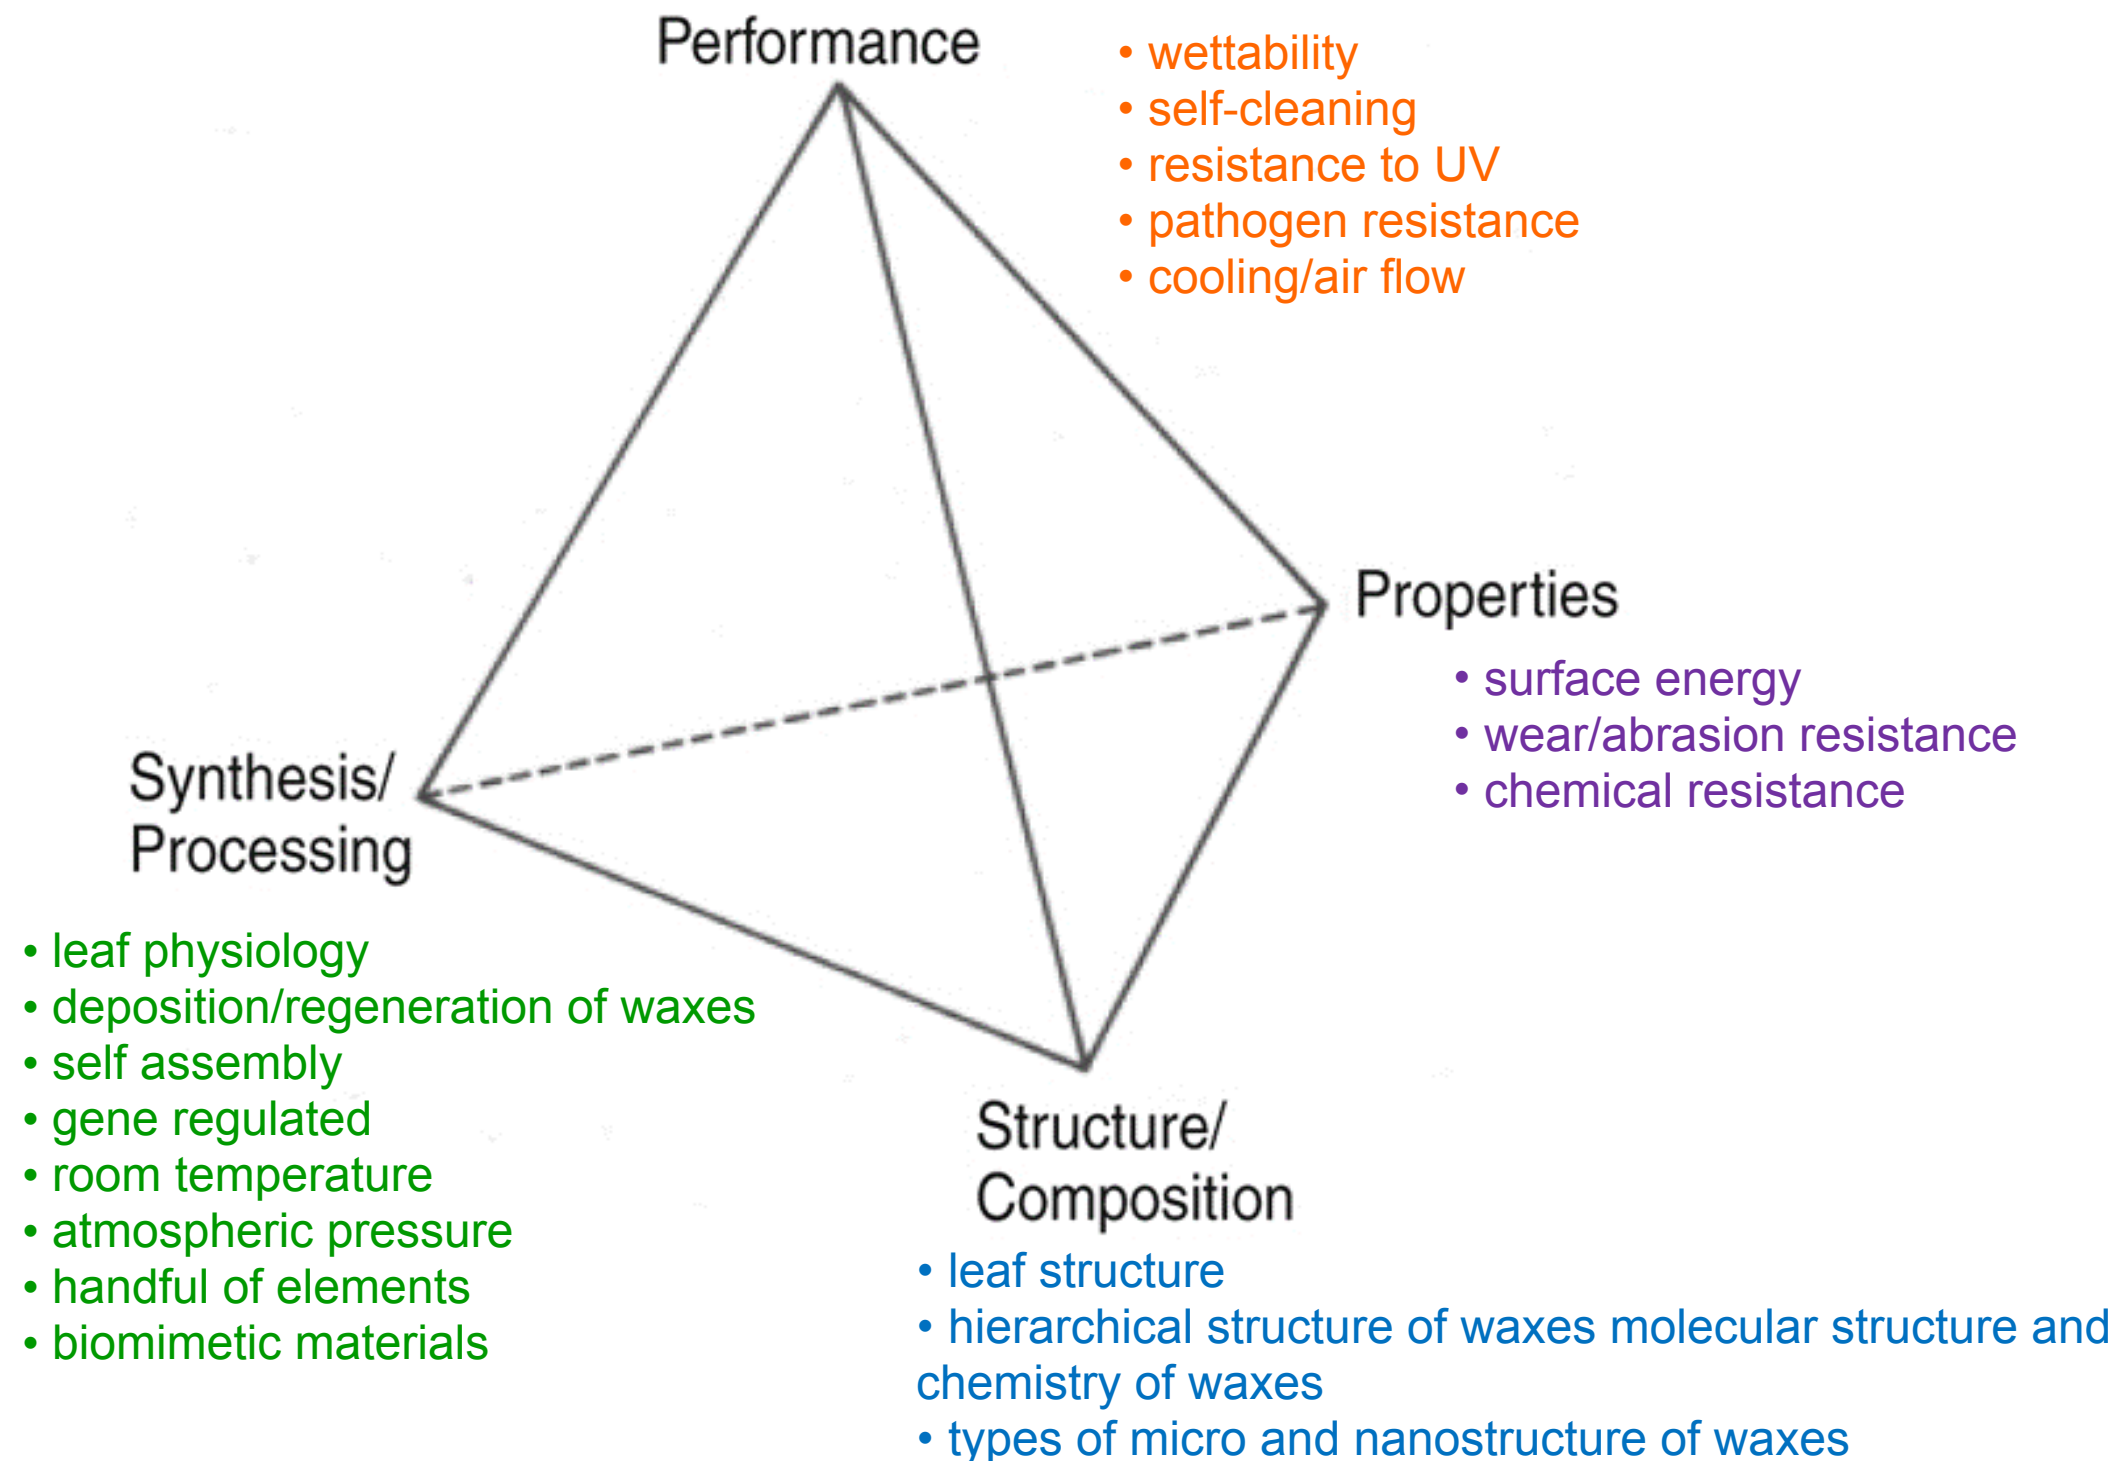 Performance
• wettability
• self-cleaning
• resistance to UV
• pathogen resistance
• cooling/air flow
Properties
• surface energy
• wear/abrasion resistance
• chemical resistance
Synthesis/
Processing
• leaf physiology
• deposition/regeneration of waxes
• self assembly
• gene regulated
• room temperature
• atmospheric pressure
• handful of elements
• biomimetic materials
Structure/
Composition
• leaf structure
• hierarchical structure of waxes molecular structure and
chemistry of waxes
• types of micro and nanostructure of waxes